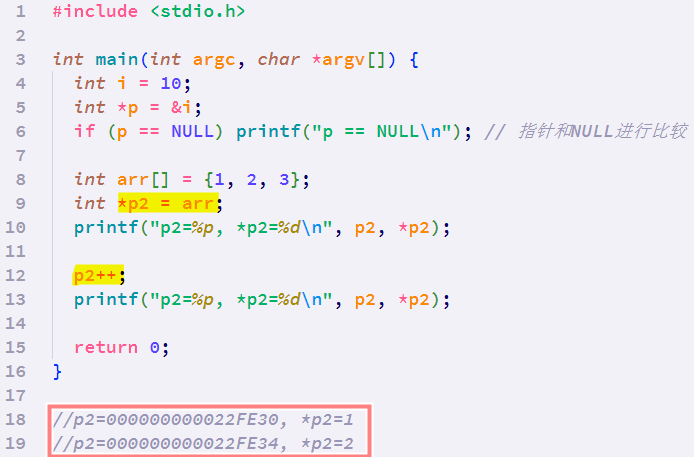 1 #include <stdio.h>
2
3 int main(int argc, char *argv[]) {
4   int i = 10;
5   int *p = &i;
6   if (p == NULL) printf("p == NULL\n"); // 指针和NULL进行比较
7
8   int arr[] = {1, 2, 3};
9   int *p2 = arr;
10   printf("p2=%p, *p2=%d\n", p2, *p2);
11
12   p2++;
13   printf("p2=%p, *p2=%d\n", p2, *p2);
14
15   return 0;
16 }
17
18 //p2=000000000022FE30, *p2=1
19 //p2=000000000022FE34, *p2=2